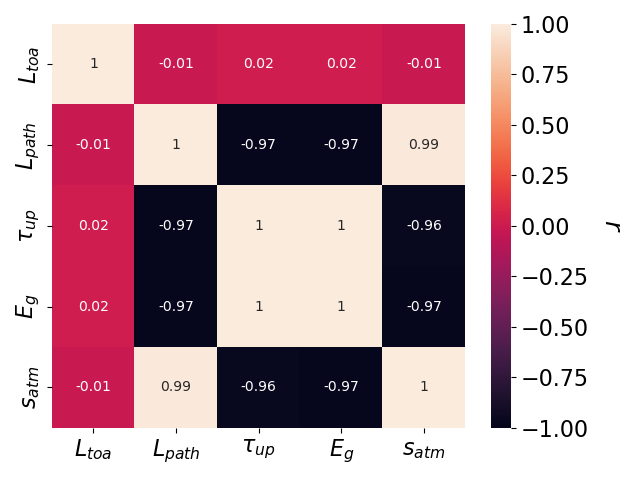 L_toa 1 -0.01 0.02 0.02 -0.01
L_path -0.01 1 -0.97 -0.97 0.99
τ_up 0.02 -0.97 1 1 -0.96
E_g 0.02 -0.97 1 1 -0.97
s_atm -0.01 0.99 -0.96 -0.97 1
L_toa L_path τ_up E_g s_atm
1.00
0.75
0.50
0.25
0.00
−0.25
−0.50
−0.75
−1.00
r